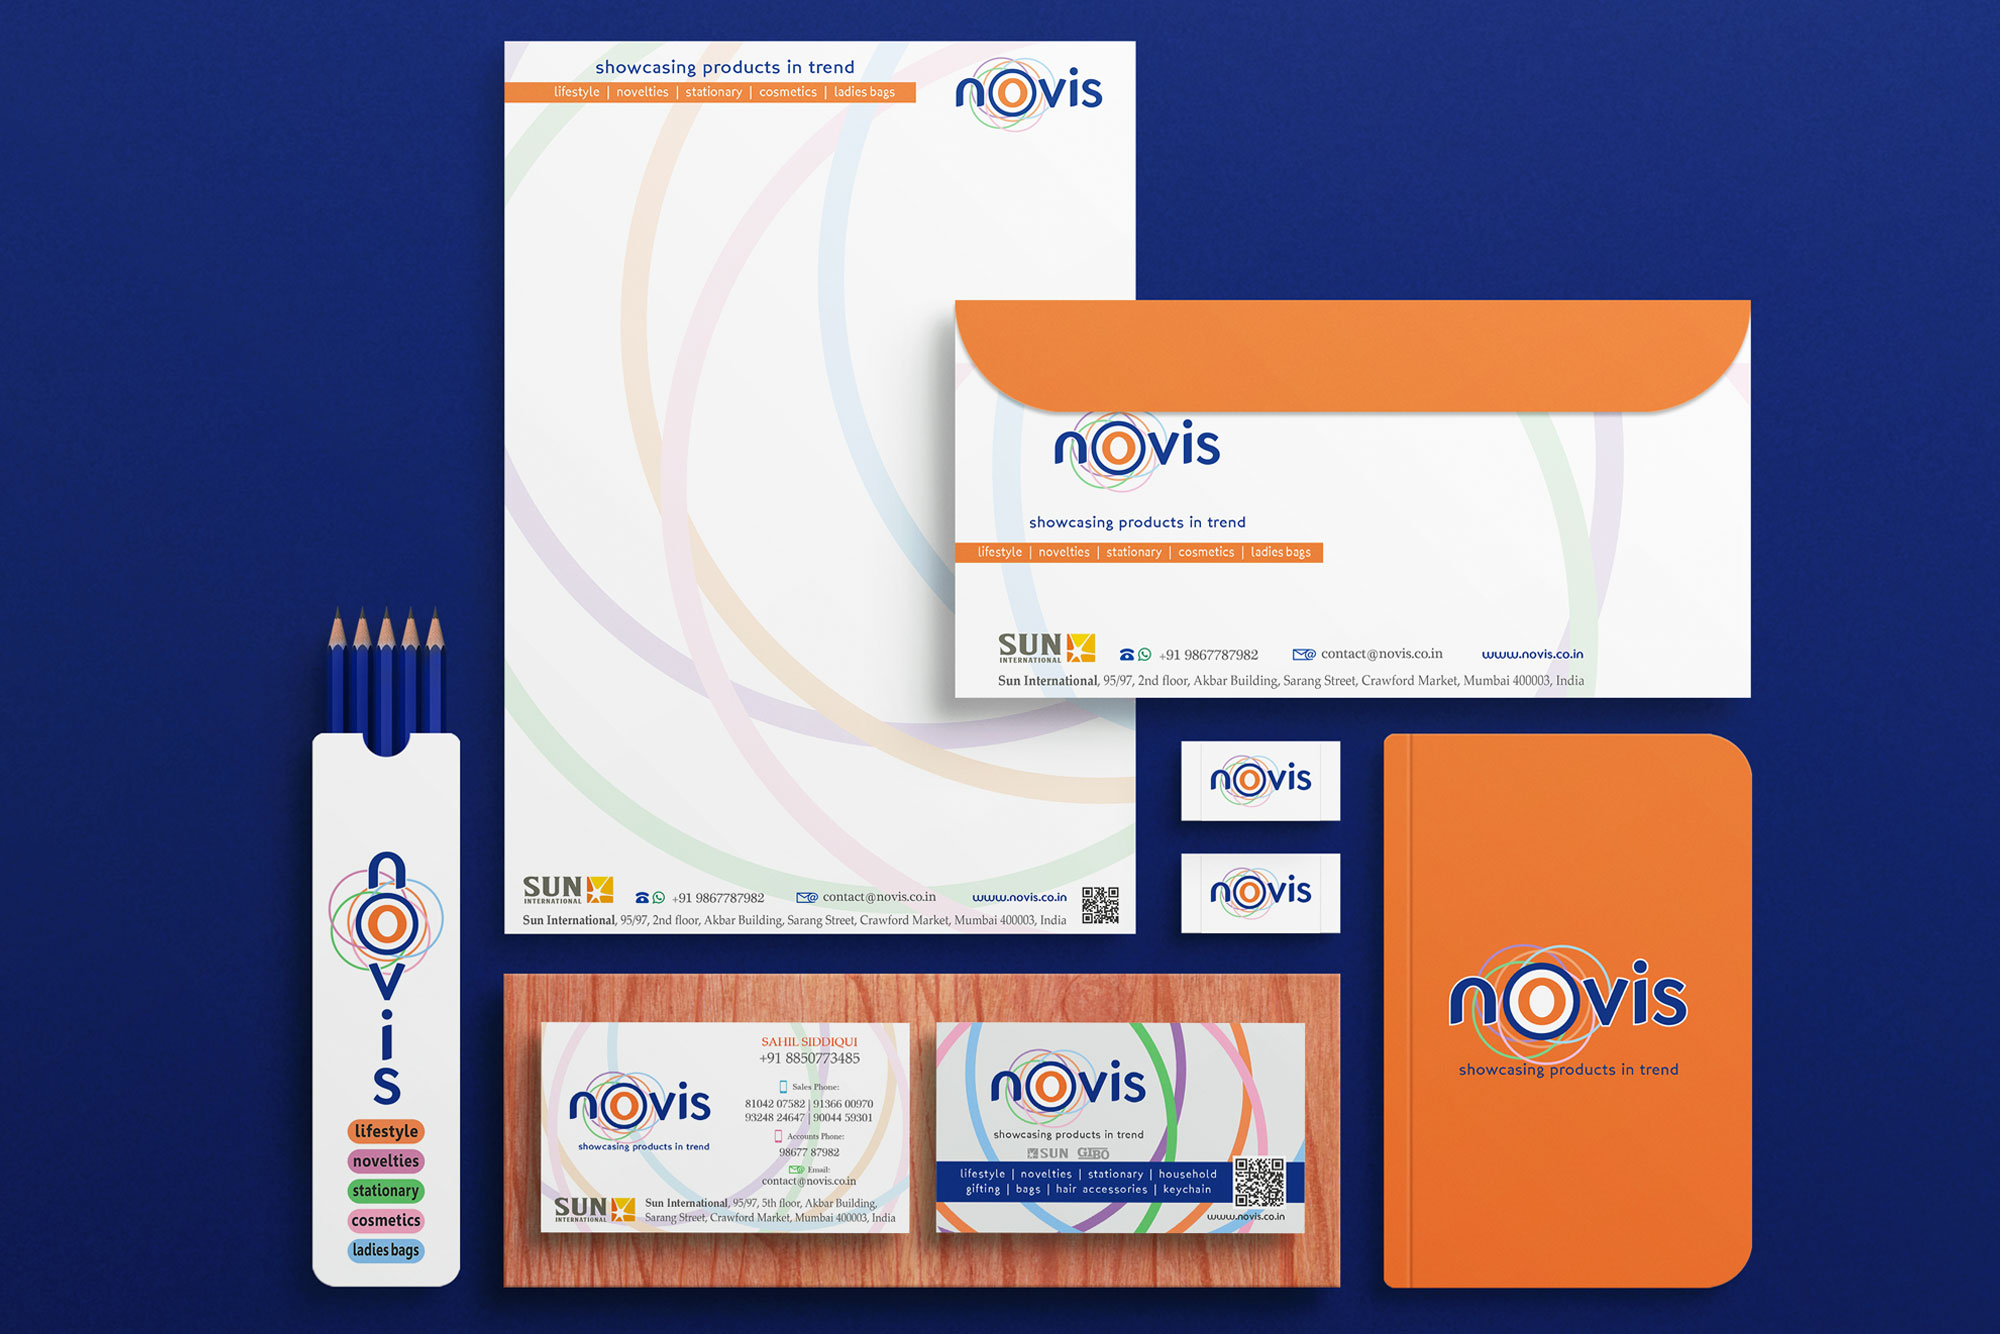 showcasing products in trend
lifestyle | novelties | stationary | cosmetics | ladies bags
novis
novis
showcasing products in trend
lifestyle | novelties | stationary | cosmetics | ladies bags
SUN
INTERNATIONAL
+91 9867787982 contact@novis.co.in www.novis.co.in
Sun International, 95/97, 2nd floor, Akbar Building, Sarang Street, Crawford Market, Mumbai 400003, India
SUN
INTERNATIONAL
+91 9867787982 contact@novis.co.in www.novis.co.in
Sun International, 95/97, 2nd floor, Akbar Building, Sarang Street, Crawford Market, Mumbai 400003, India
novis
novis
novis
lifestyle
novelties
stationary
cosmetics
ladies bags
novis
showcasing products in trend
SAHIL SIDDIQUI
+91 8850773485
Sales Phone:
81042 07582 | 91366 00970
93248 24647 | 90044 59301
Accounts Phone:
98677 87982
Email:
contact@novis.co.in
SUN
INTERNATIONAL
Sun International, 95/97, 5th floor, Akbar Building,
Sarang Street, Crawford Market, Mumbai 400003, India
novis
showcasing products in trend
SUN GIBO
lifestyle | novelties | stationary | household
gifting | bags | hair accessories | keychain
www.novis.co.in
novis
showcasing products in trend